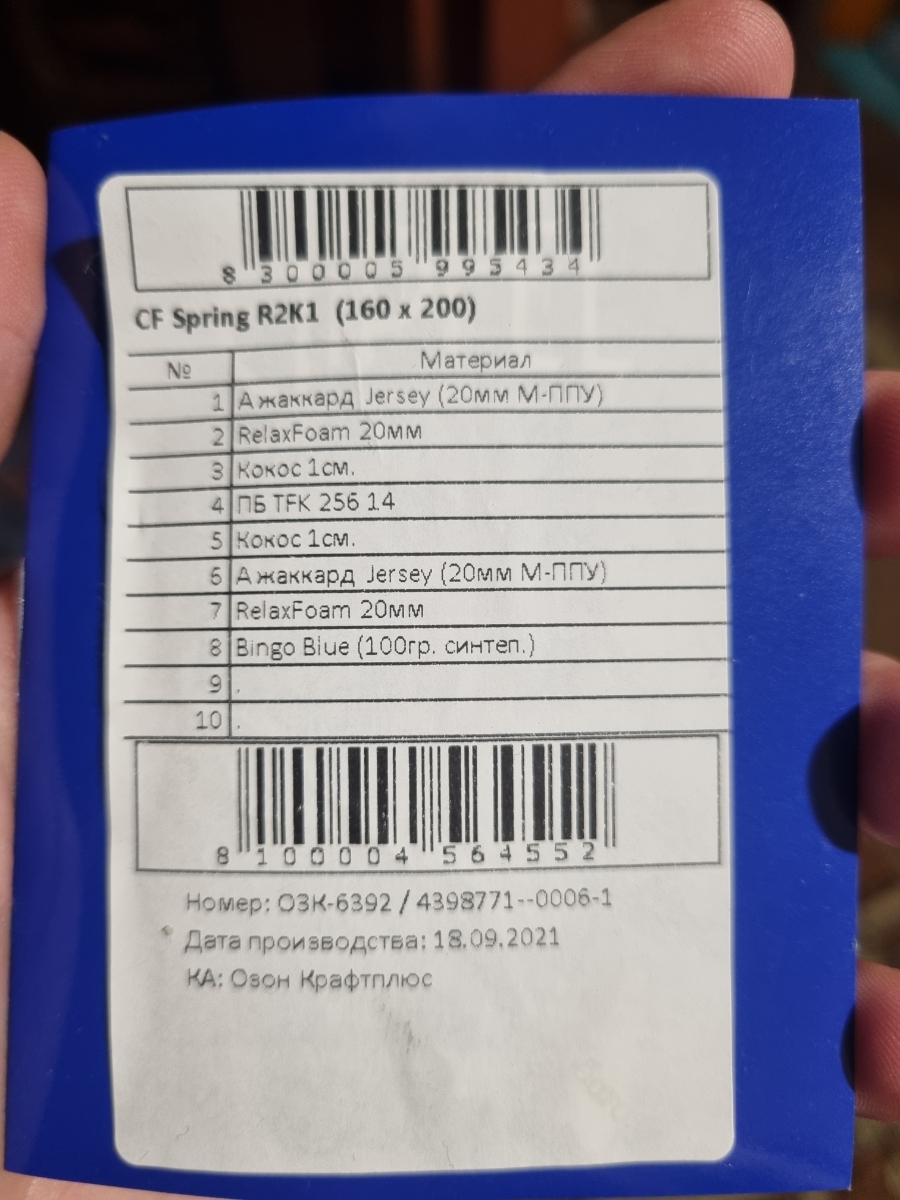 8 300005 995434
CF Spring R2K1 (160 x 200)
№ Материал
1 А жаккард Jersey (20мм М-ППУ)
2 RelaxFoam 20мм
3 Кокос 1см.
4 ПБ TFK 256 14
5 Кокос 1см.
6 А жаккард Jersey (20мм М-ППУ)
7 RelaxFoam 20мм
8 Bingo Blue (100гр. синтеп.)
9 .
10 .
8 100004 564552
Номер: ОЗК-6392 / 4398771--0006-1
Дата производства: 18.09.2021
КА: Озон Крафтплюс